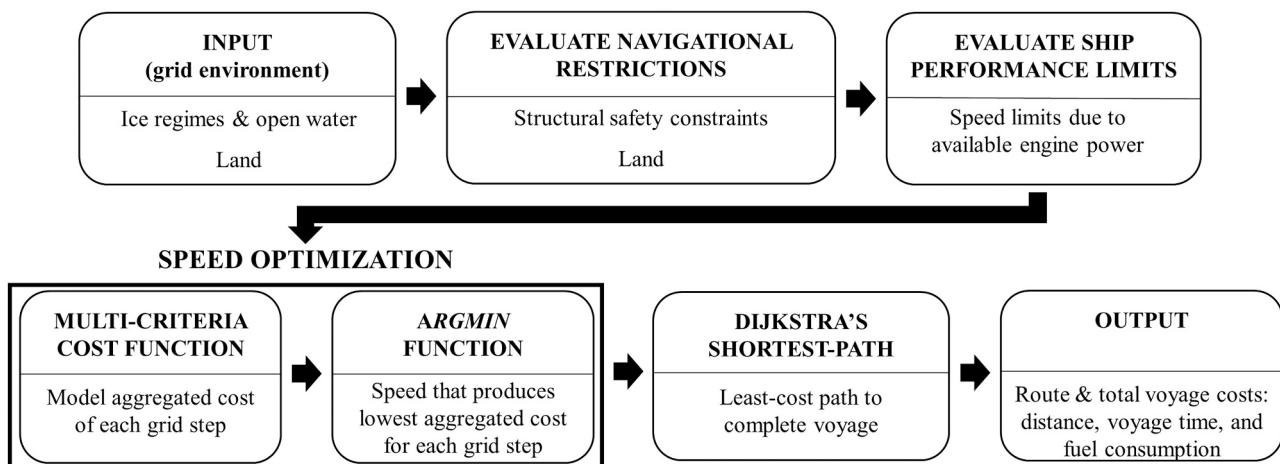 INPUT
(grid environment)
Ice regimes & open water
Land
EVALUATE NAVIGATIONAL
RESTRICTIONS
Structural safety constraints
Land
EVALUATE SHIP
PERFORMANCE LIMITS
Speed limits due to
available engine power
SPEED OPTIMIZATION
MULTI-CRITERIA
COST FUNCTION
Model aggregated cost
of each grid step
ARGMIN
FUNCTION
Speed that produces
lowest aggregated cost
for each grid step
DIJKSTRA'S
SHORTEST-PATH
Least-cost path to
complete voyage
OUTPUT
Route & total voyage costs:
distance, voyage time, and
fuel consumption